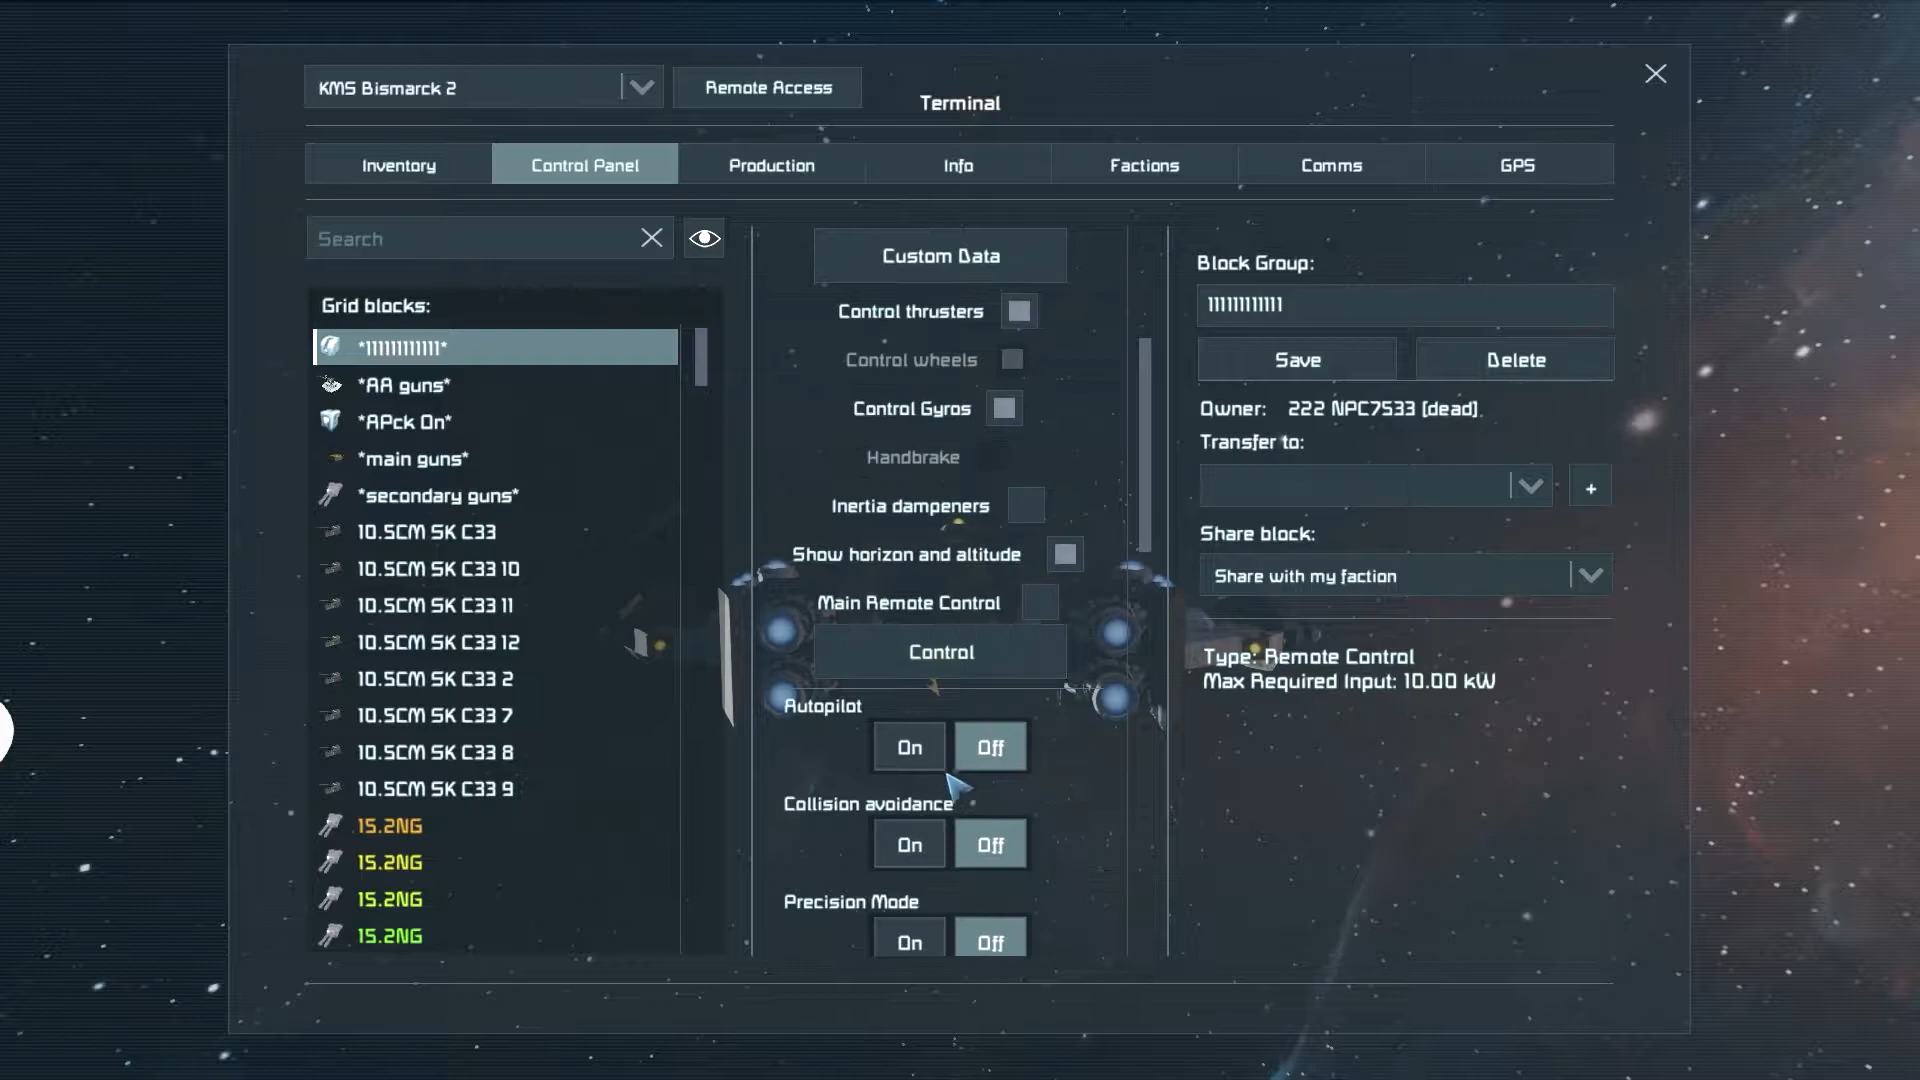 KMS Bismarck 2
Remote Access
Terminal
Inventory
Control Panel
Production
Info
Factions
Comms
GPS
Search
Grid blocks:
*111111111111*
*AA guns*
*APck On*
*main guns*
*secondary guns*
10.5CM SK C33
10.5CM SK C33 10
10.5CM SK C33 11
10.5CM SK C33 12
10.5CM SK C33 2
10.5CM SK C33 7
10.5CM SK C33 8
10.5CM SK C33 9
15.2NG
15.2NG
15.2NG
15.2NG
Custom Data
Control thrusters
Control wheels
Control Gyros
Handbrake
Inertia dampeners
Show horizon and altitude
Main Remote Control
Control
Autopilot
On Off
Collision avoidance
On Off
Precision Mode
On Off
Block Group:
111111111111
Save Delete
Owner: 222 NPC7533 [dead]
Transfer to:
+
Share block:
Share with my faction
Type: Remote Control
Max Required Input: 10.00 kW